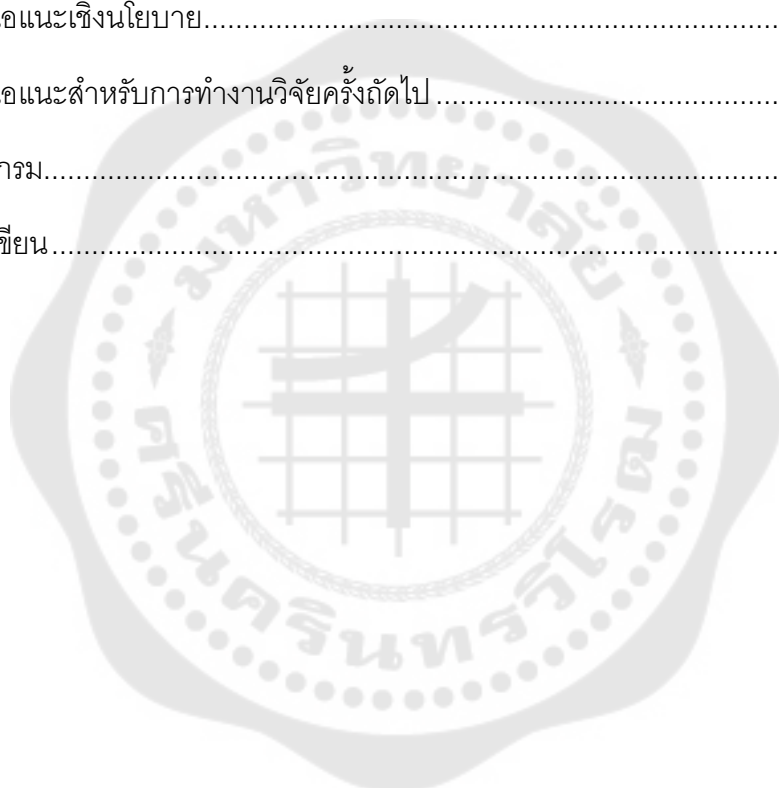 อแนะเชิงนโยบาย
อแนะสำหรับการทำงานวิจัยครั้งถัดไป
กรม
ขียน
มหาวิทยาลัย
ศรีนครินทรวิโรฒ